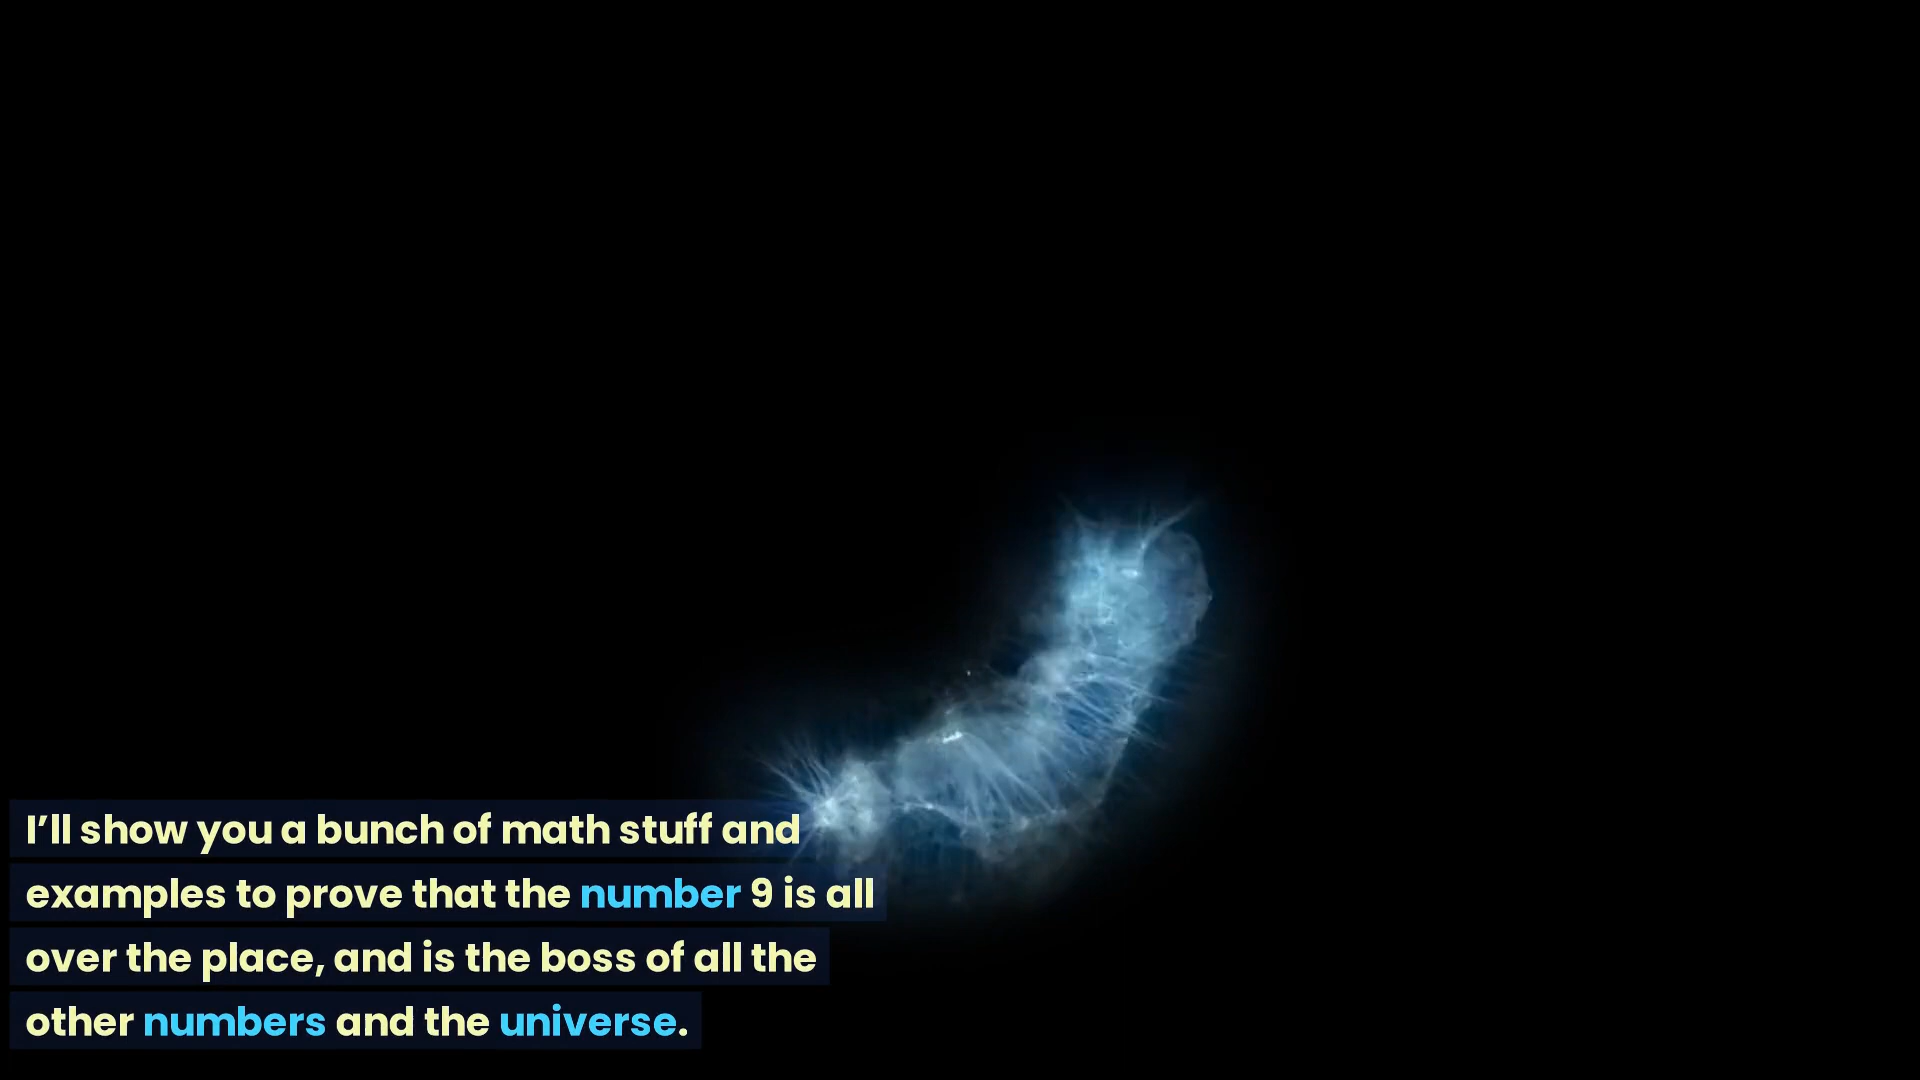 I’ll show you a bunch of math stuff and
examples to prove that the number 9 is all
over the place, and is the boss of all the
other numbers and the universe.